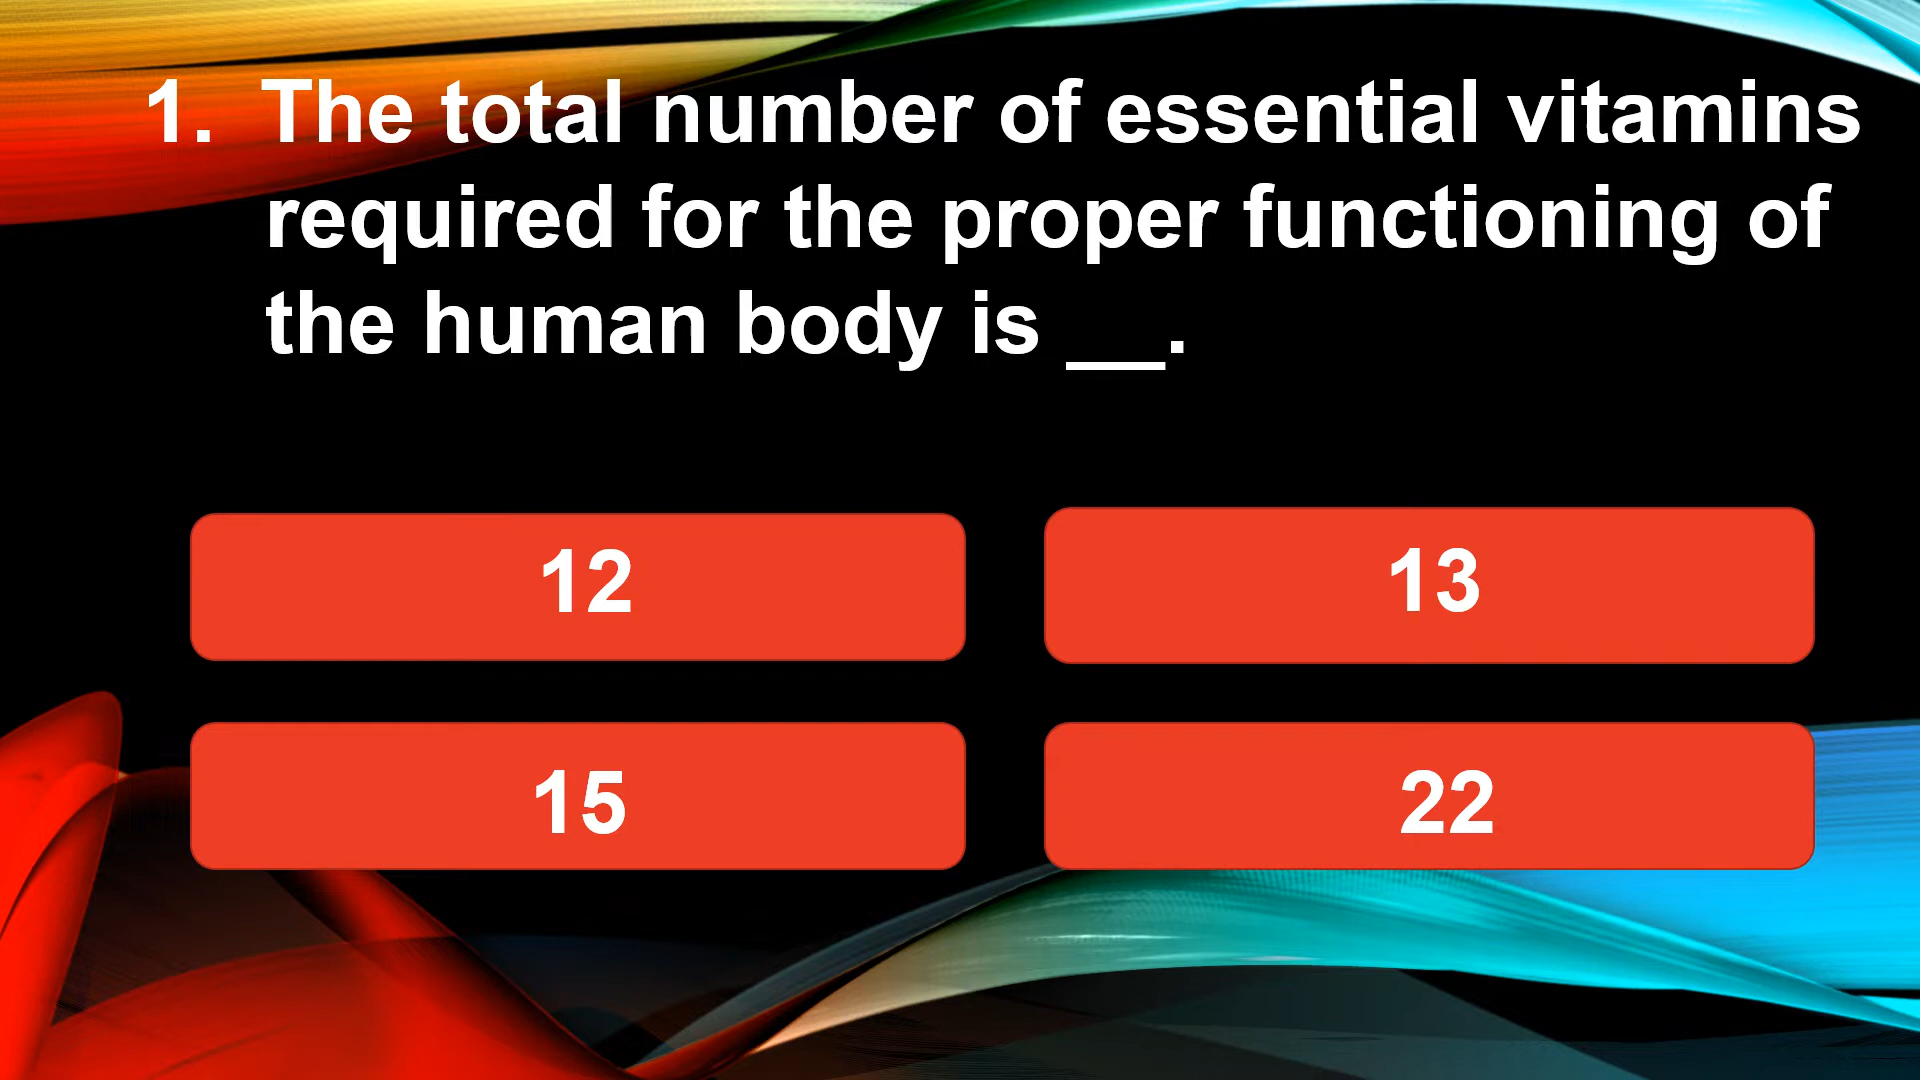 1. The total number of essential vitamins
required for the proper functioning of
the human body is __.
12
13
15
22